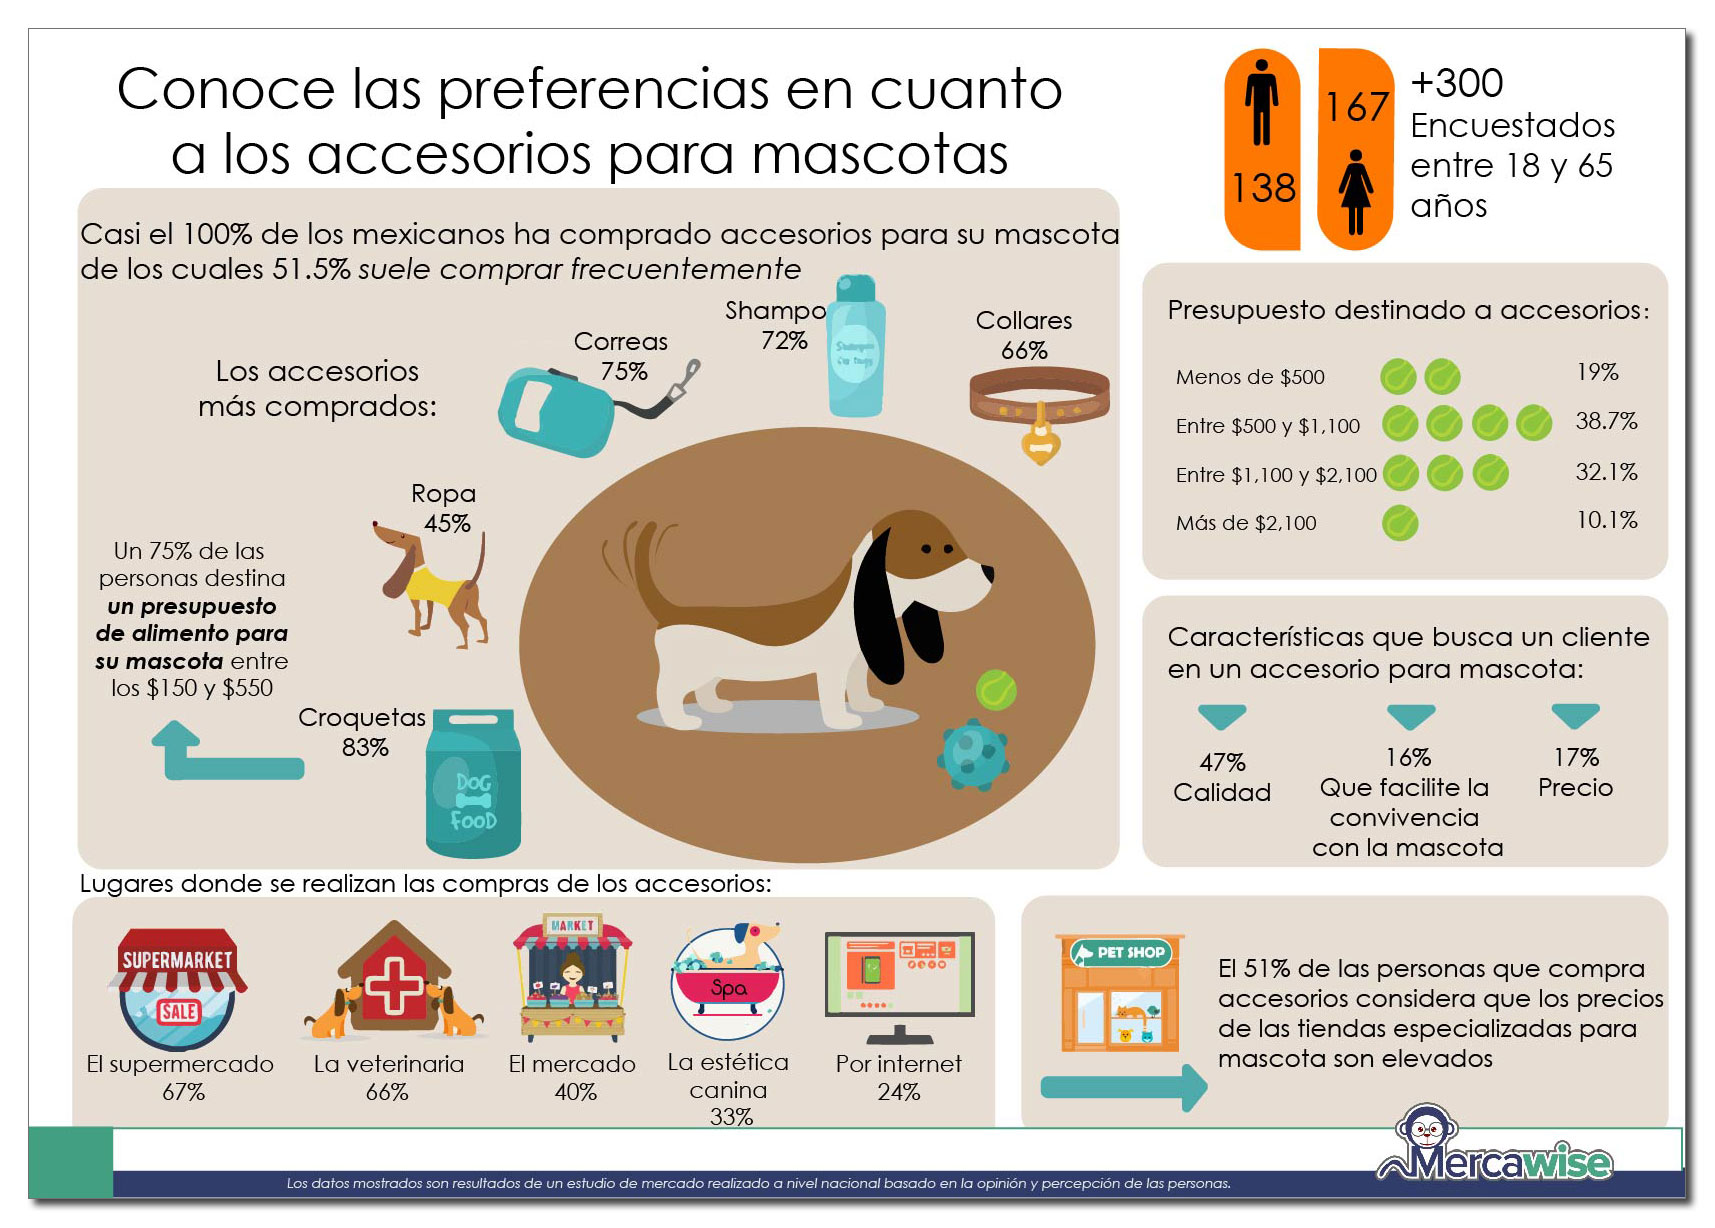 Conoce las preferencias en cuanto
a los accesorios para mascotas
138
167
+300
Encuestados
entre 18 y 65
años
Casi el 100% de los mexicanos ha comprado accesorios para su mascota
de los cuales 51.5% suele comprar frecuentemente
Los accesorios
más comprados:
Correas
75%
Shampo
72%
Collares
66%
Ropa
45%
Un 75% de las
personas destina
un presupuesto
de alimento para
su mascota entre
los $150 y $550
Croquetas
83%
DOG
FOOD
Presupuesto destinado a accesorios:
Menos de $500 19%
Entre $500 y $1,100 38.7%
Entre $1,100 y $2,100 32.1%
Más de $2,100 10.1%
Características que busca un cliente
en un accesorio para mascota:
47%
Calidad
16%
Que facilite la
convivencia
con la mascota
17%
Precio
Lugares donde se realizan las compras de los accesorios:
SUPERMARKET
SALE
El supermercado
67%
La veterinaria
66%
MARKET
El mercado
40%
Spa
La estética
canina
33%
Por internet
24%
PET SHOP
El 51% de las personas que compra
accesorios considera que los precios
de las tiendas especializadas para
mascota son elevados
Mercawise
Los datos mostrados son resultados de un estudio de mercado realizado a nivel nacional basado en la opinión y percepción de las personas.